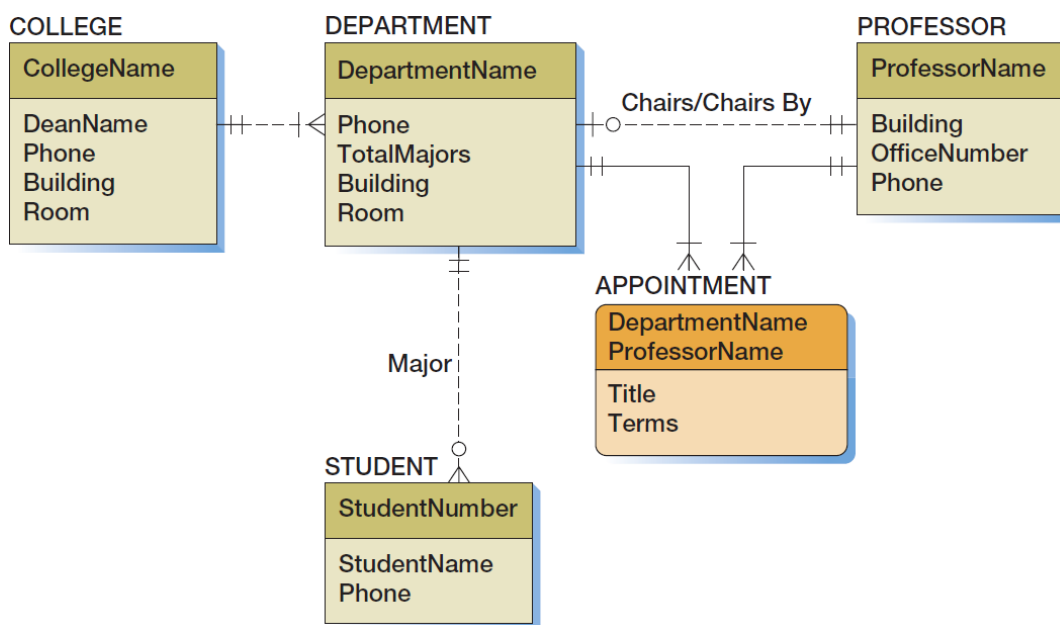 COLLEGE
CollegeName
DeanName
Phone
Building
Room
DEPARTMENT
DepartmentName
Phone
TotalMajors
Building
Room
Chairs/Chairs By
PROFESSOR
ProfessorName
Building
OfficeNumber
Phone
APPOINTMENT
DepartmentName
ProfessorName
Title
Terms
Major
STUDENT
StudentNumber
StudentName
Phone